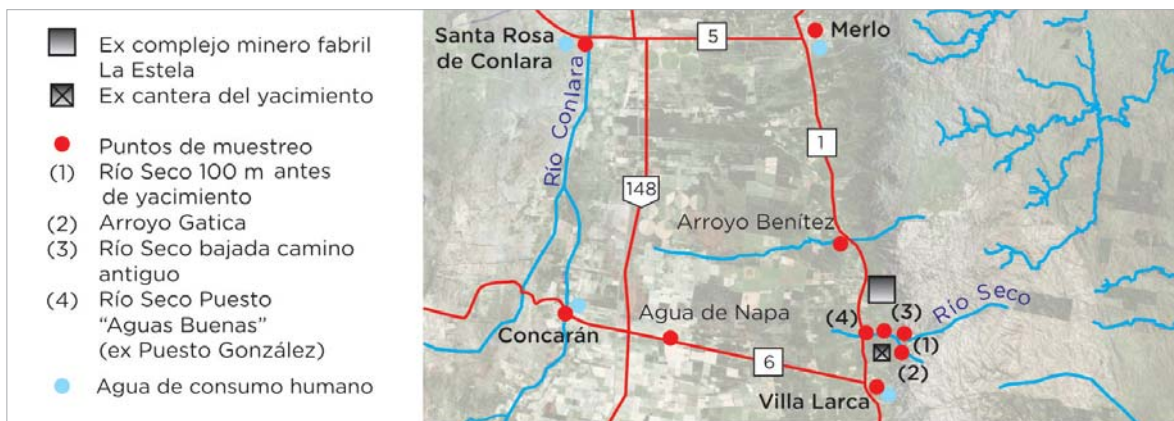 Ex complejo minero fabril
La Estela
Ex cantera del yacimiento
Puntos de muestreo
(1) Río Seco 100 m antes
de yacimiento
(2) Arroyo Gatica
(3) Río Seco bajada camino
antiguo
(4) Río Seco Puesto
“Aguas Buenas”
(ex Puesto González)
Agua de consumo humano
Santa Rosa
de Conlara
5
Merlo
Río Conlara
1
148
Arroyo Benítez
Río Seco
Agua de Napa
(4)
(3)
(1)
(2)
Concarán
6
Villa Larca